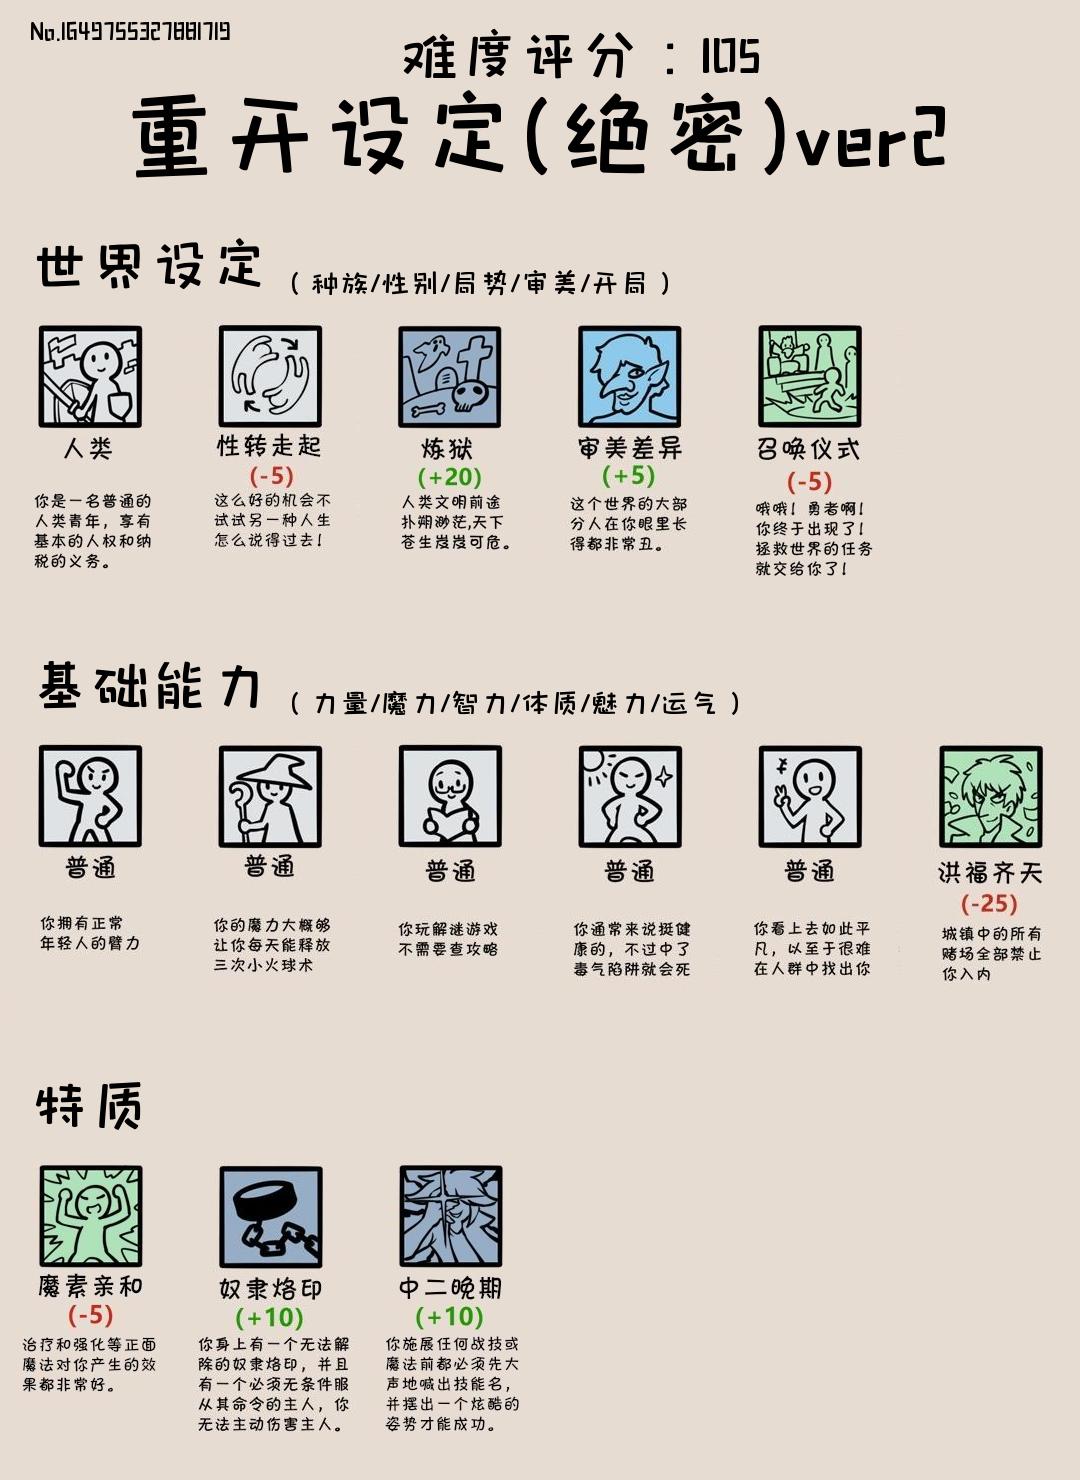 No.1649755327881719
难度评分：105
重开设定(绝密)ver2
世界设定
（种族/性别/局势/审美/开局）
人类
你是一名普通的
人类青年，享有
基本的人权和纳
税的义务。
性转走起
(-5)
这么好的机会不
试试另一种人生
怎么说得过去！
炼狱
(+20)
人类文明前途
扑朔渺茫,天下
苍生岌岌可危。
审美差异
(+5)
这个世界的大部
分人在你眼里长
得都非常丑。
召唤仪式
(-5)
哦哦！勇者啊！
你终于出现了！
拯救世界的任务
就交给你了！
基础能力
（力量/魔力/智力/体质/魅力/运气）
普通
你拥有正常
年轻人的臂力
普通
你的魔力大概够
让你每天能释放
三次小火球术
普通
你玩解谜游戏
不需要查攻略
普通
你通常来说挺健
康的，不过中了
毒气陷阱就会死
普通
你看上去如此平
凡，以至于很难
在人群中找出你
洪福齐天
(-25)
城镇中的所有
赌场全部禁止
你入内
特质
魔素亲和
(-5)
治疗和强化等正面
魔法对你产生的效
果都非常好。
奴隶烙印
(+10)
你身上有一个无法解
除的奴隶烙印，并且
有一个必须无条件服
从其命令的主人，你
无法主动伤害主人。
中二晚期
(+10)
你施展任何战技或
魔法前都必须先大
声地喊出技能名，
并摆出一个炫酷的
姿势才能成功。